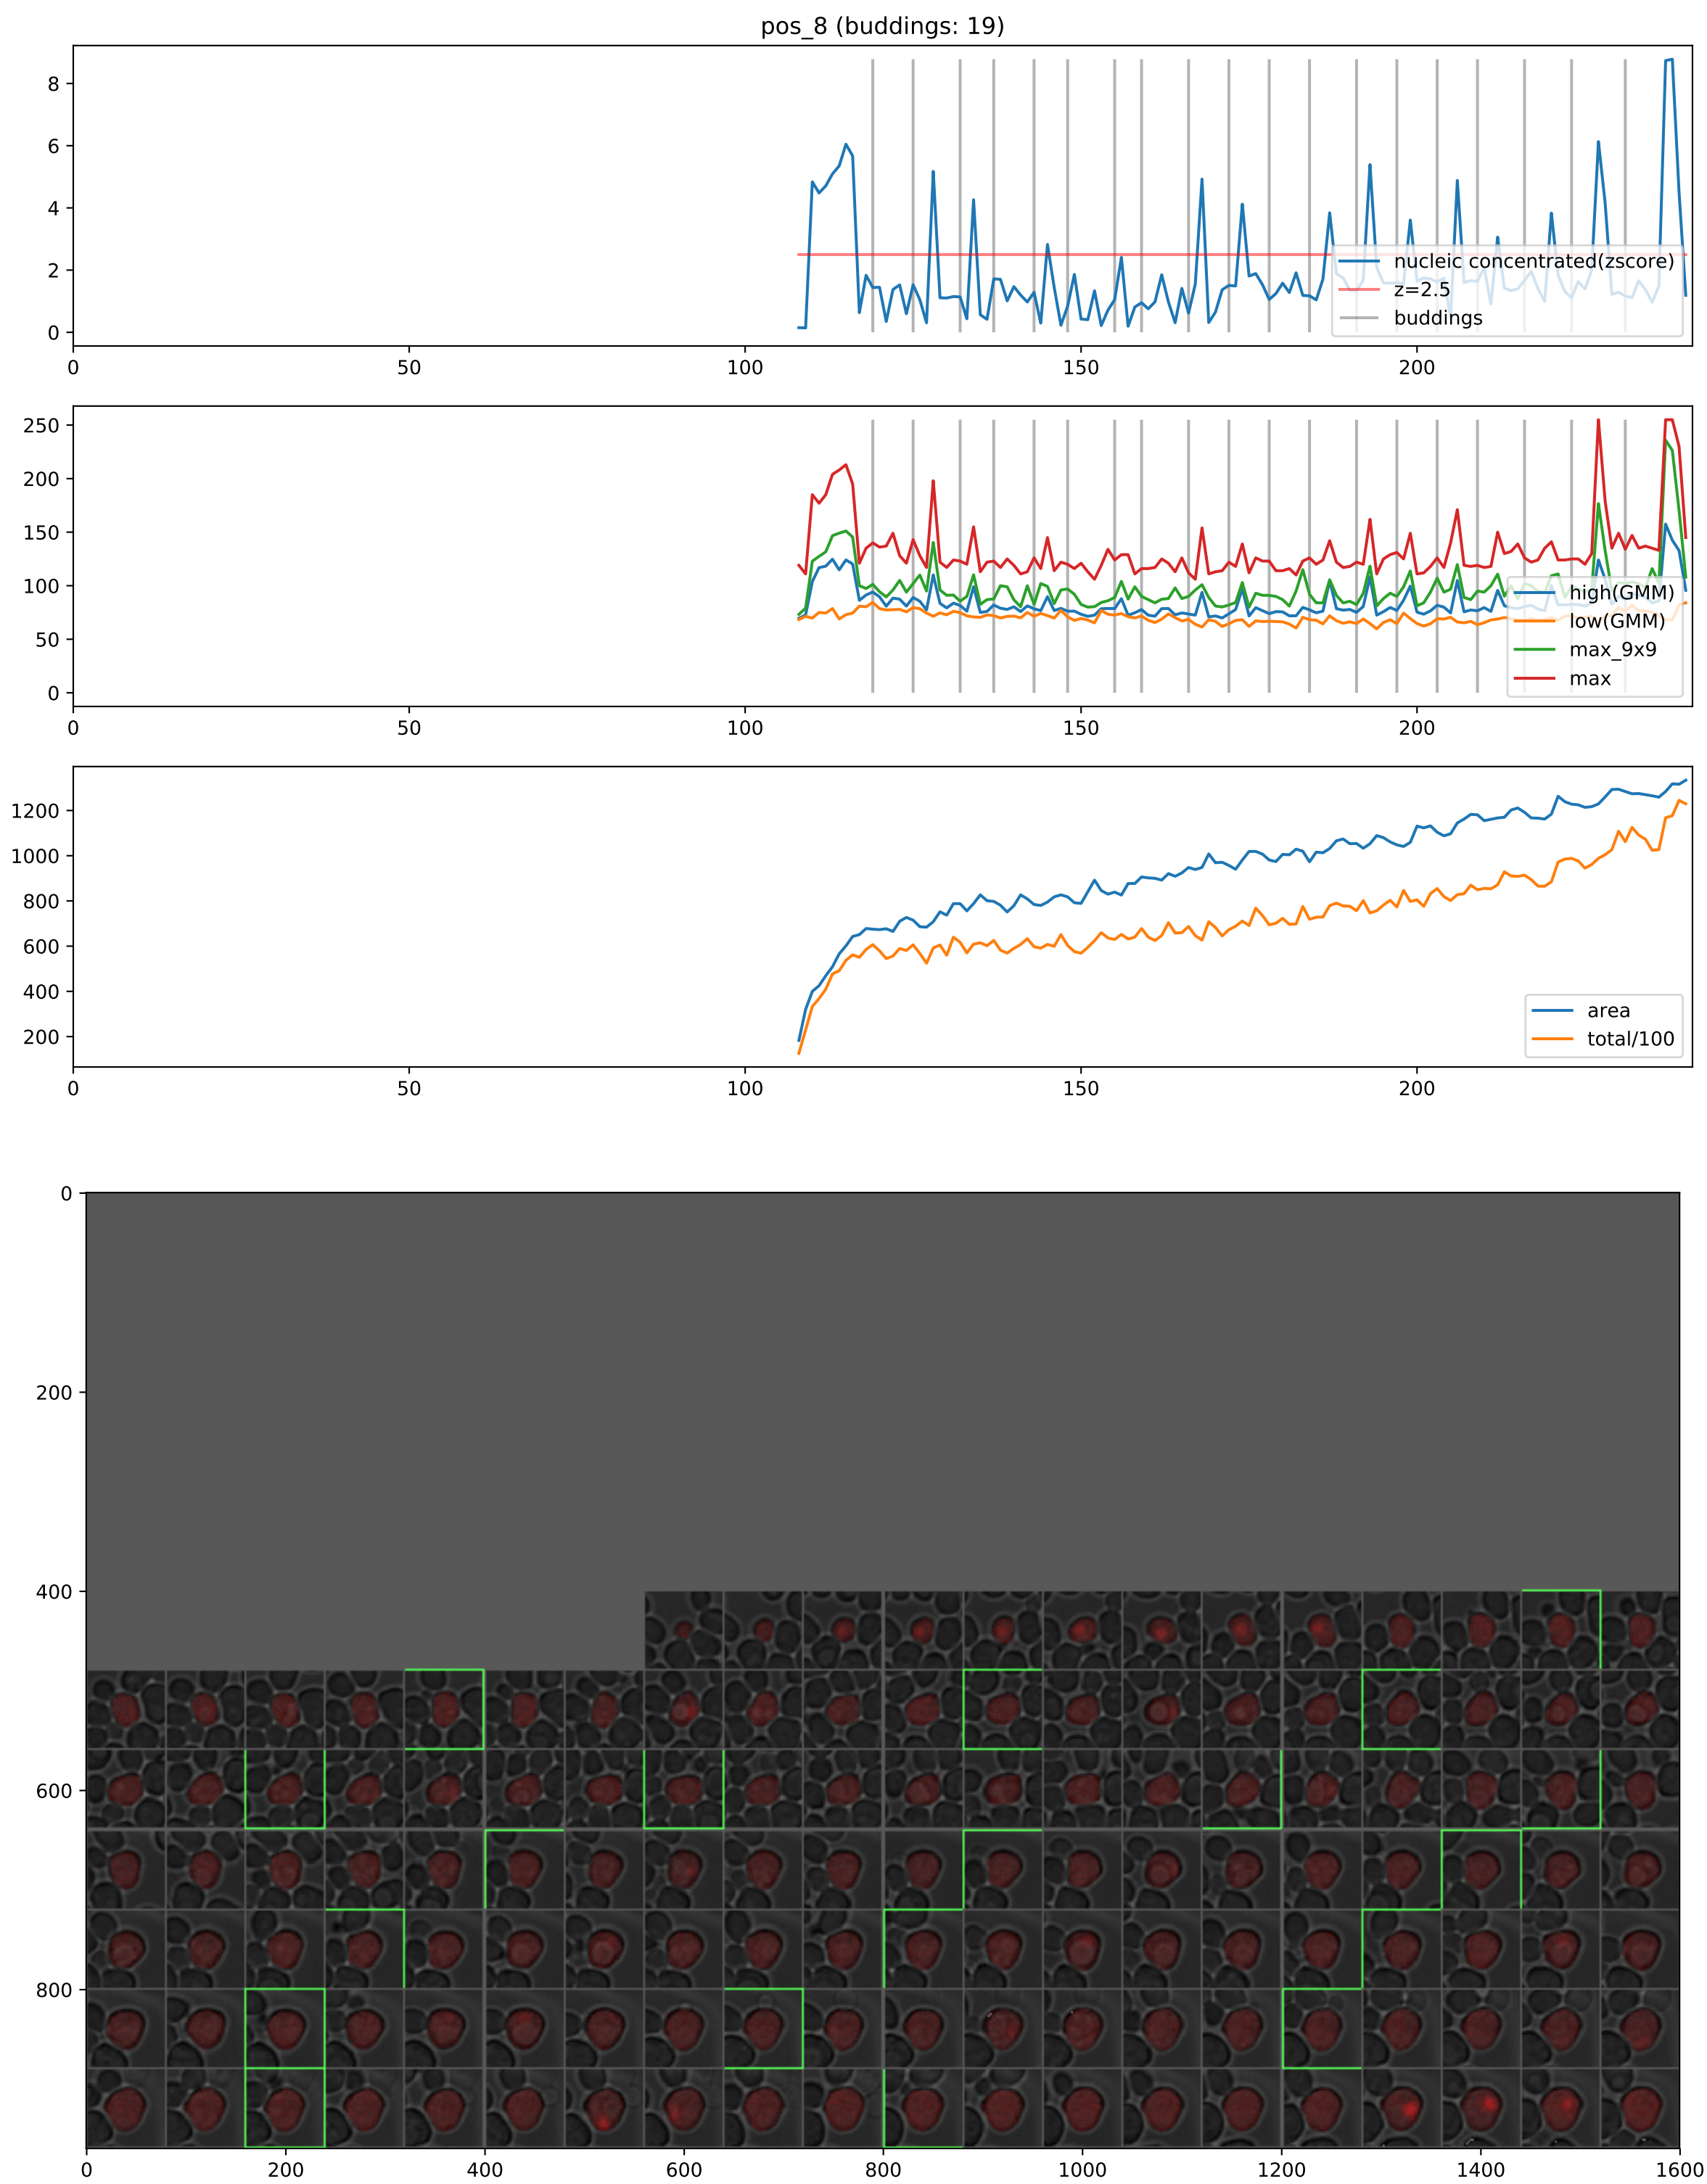 pos_8 (buddings: 19)
8
6
4
2
0
nucleic concentrated(zscore)
z=2.5
buddings
0 50 100 150 200
250
200
150
100
50
0
high(GMM)
low(GMM)
max_9x9
max
0 50 100 150 200
1200
1000
800
600
400
200
area
total/100
0 50 100 150 200
0
200
400
600
800
0 200 400 600 800 1000 1200 1400 1600